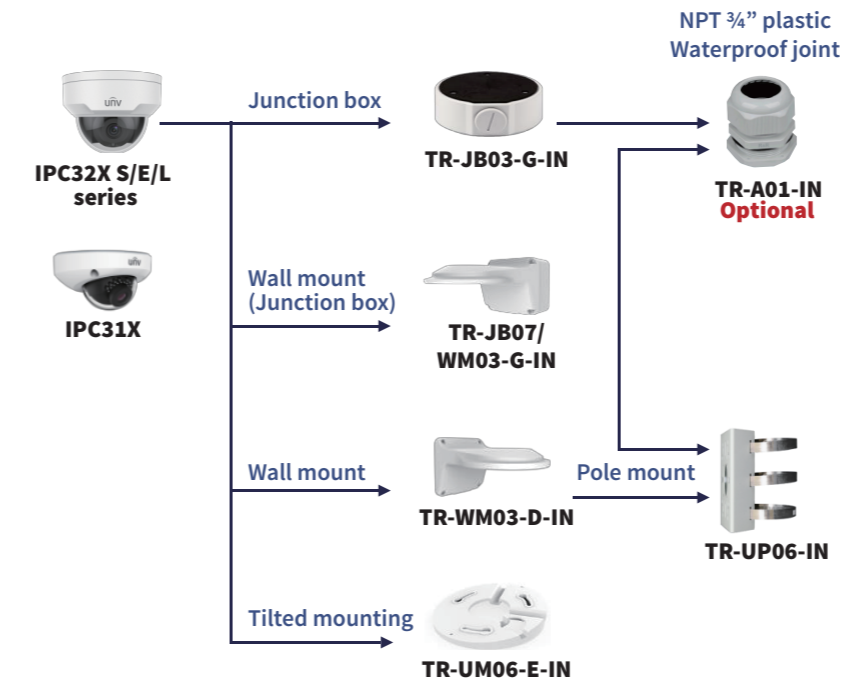 NPT ¾” plastic
Waterproof joint
unv
Junction box
IPC32X S/E/L
series
TR-JB03-G-IN
TR-A01-IN
Optional
unv
IPC31X
Wall mount
(Junction box)
TR-JB07/
WM03-G-IN
Wall mount
TR-WM03-D-IN
Pole mount
TR-UP06-IN
Tilted mounting
TR-UM06-E-IN